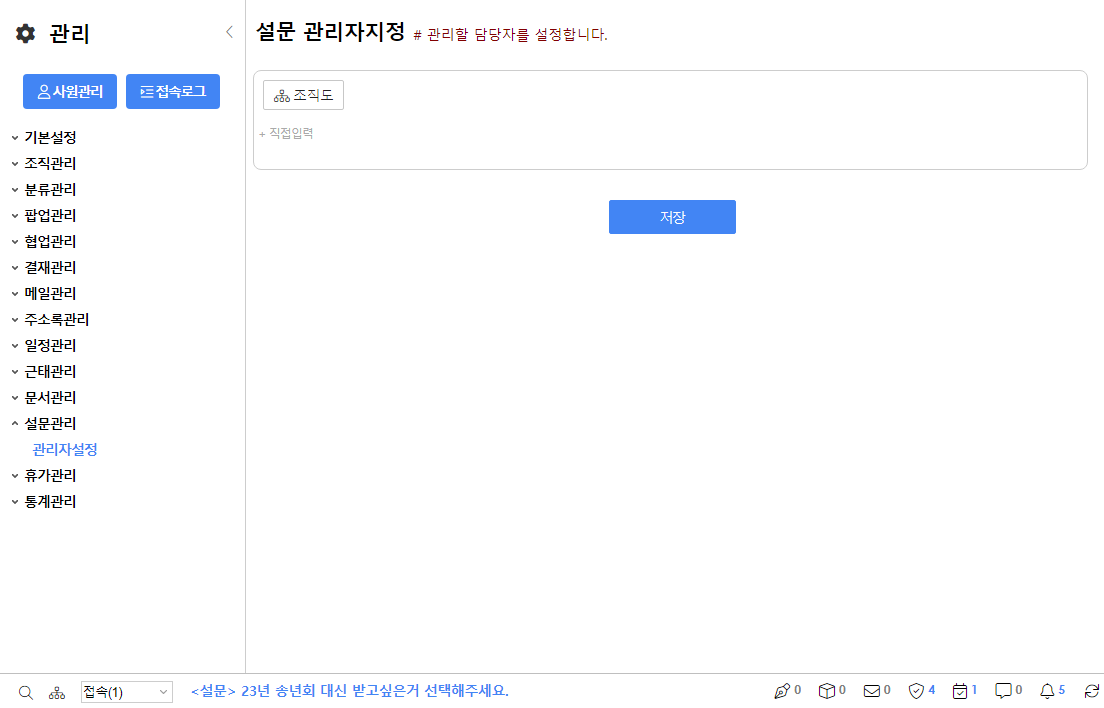 관리
사원관리 접속로그
기본설정
조직관리
분류관리
팝업관리
협업관리
결재관리
메일관리
주소록관리
일정관리
근태관리
문서관리
설문관리
관리자설정
휴가관리
통계관리
설문 관리자지정 # 관리할 담당자를 설정합니다.
조직도
+ 직접입력
저장
접속(1) <설문> 23년 송년회 대신 받고싶은거 선택해주세요. 0 0 0 4 1 0 5